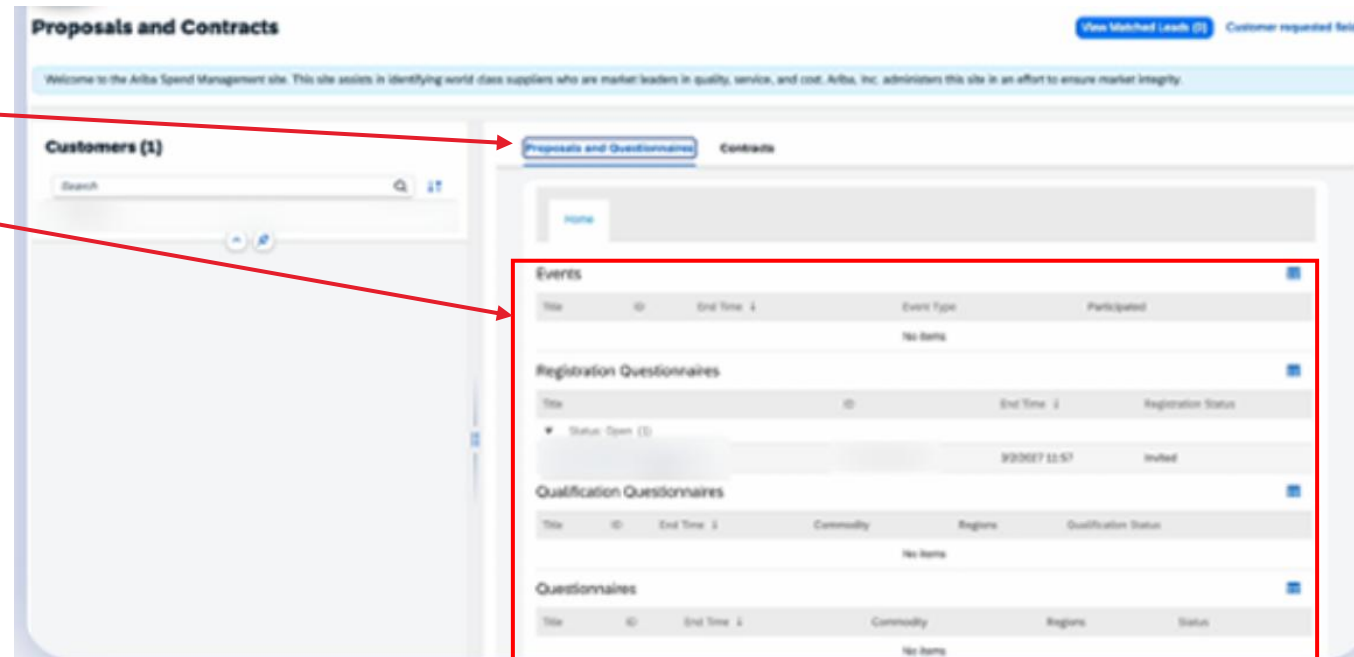 Proposals and Contracts
View Matched Leads (0) Customer requested fiel
Welcome to the Ariba Spend Management site. This site assists in identifying world class suppliers who are market leaders in quality, service, and cost. Ariba, Inc. administers this site in an effort to ensure market integrity.
Customers (1)
Proposals and Questionnaires Contracts
Search
Home
Events
Title ID End Time ↓ Event Type Participated
No items
Registration Questionnaires
Title ID End Time ↓ Registration Status
▼ Status: Open (1)
11:57 Invited
Qualification Questionnaires
Title ID End Time ↓ Commodity Regions Qualification Status
No items
Questionnaires
Title ID End Time ↓ Commodity Regions Status
No items